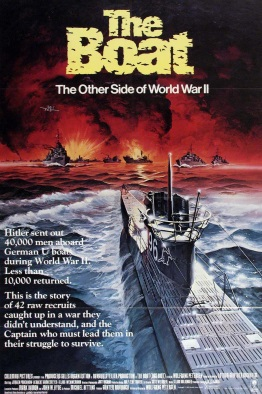 The
Boat
The Other Side of World War II
Hitler sent out
40,000 men aboard
German U boats
during World War II.
Less than
10,000 returned.
This is the story
of 42 raw recruits
caught up in a war they
didn't understand, and the
Captain who must lead them in
their struggle to survive.